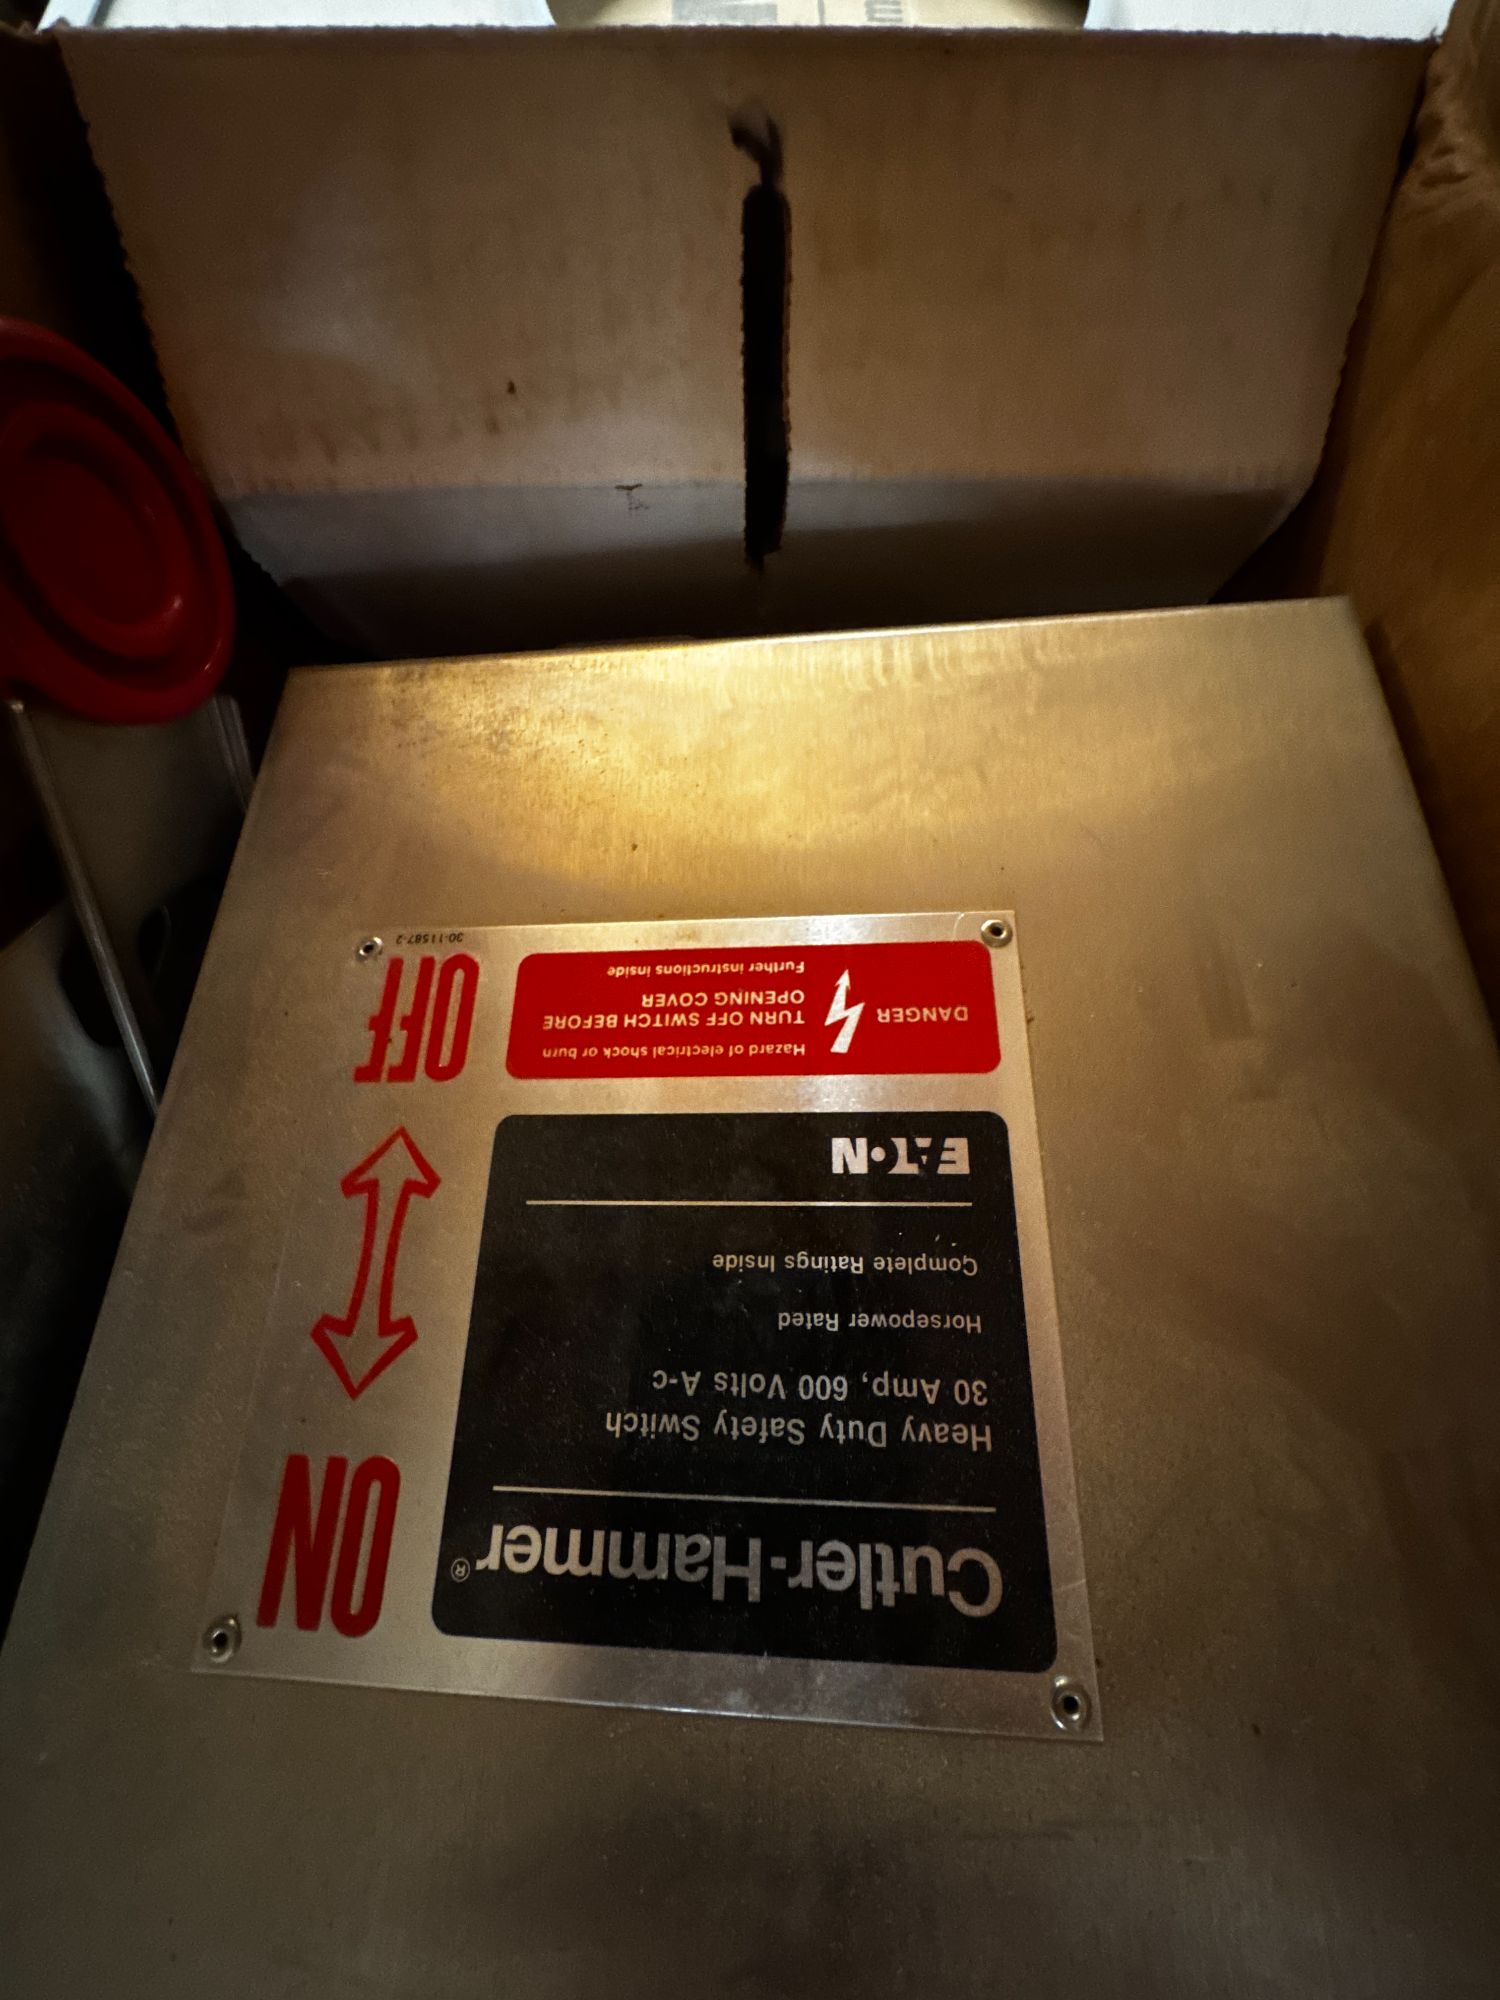 ON
OFF
Cutler-Hammer®
Heavy Duty Safety Switch
30 Amp, 600 Volts A-c
Horsepower Rated
Complete Ratings Inside
EATON
DANGER
Hazard of electrical shock or burn
TURN OFF SWITCH BEFORE
OPENING COVER
Further instructions inside
30-11587-2